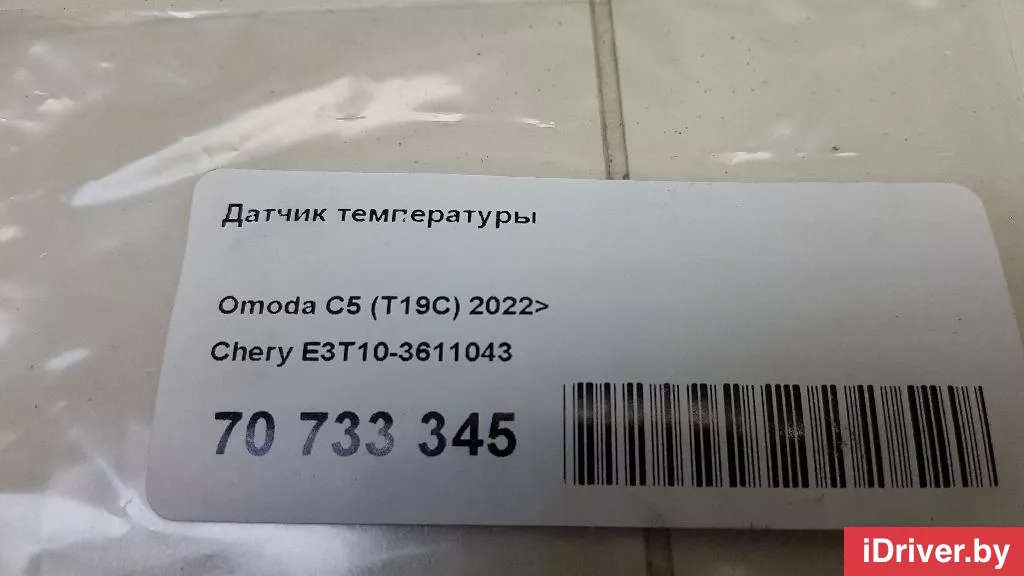 Датчик температуры
Omoda C5 (T19C) 2022>
Chery E3T10-3611043
70 733 345
iDriver.by